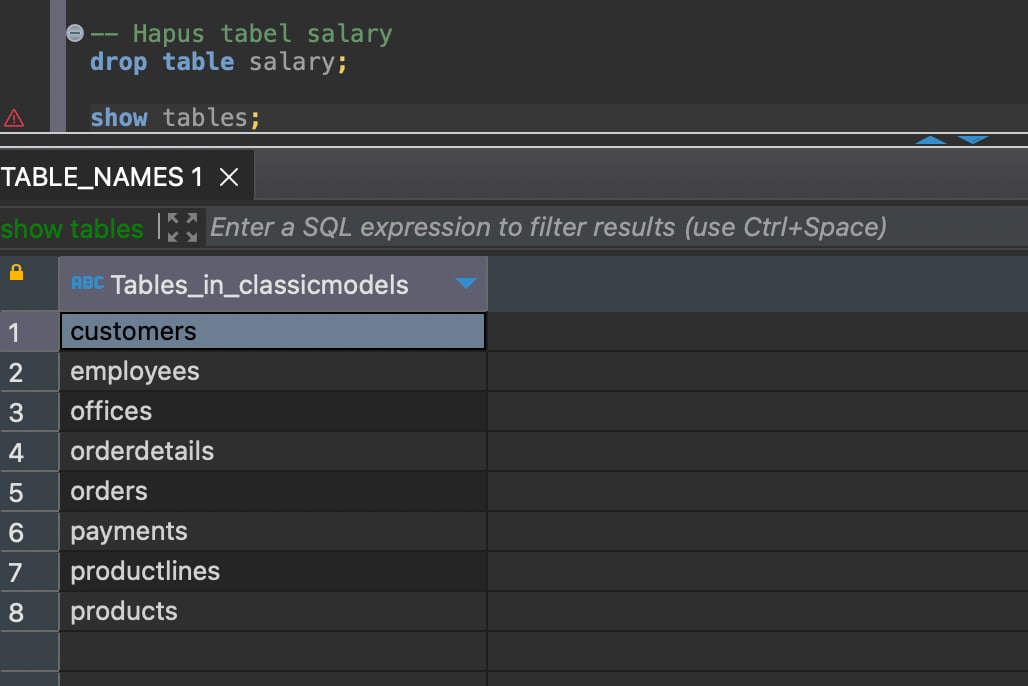 -- Hapus tabel salary
drop table salary;
show tables;
TABLE_NAMES 1
show tables Enter a SQL expression to filter results (use Ctrl+Space)
ABC Tables_in_classicmodels
1 customers
2 employees
3 offices
4 orderdetails
5 orders
6 payments
7 productlines
8 products